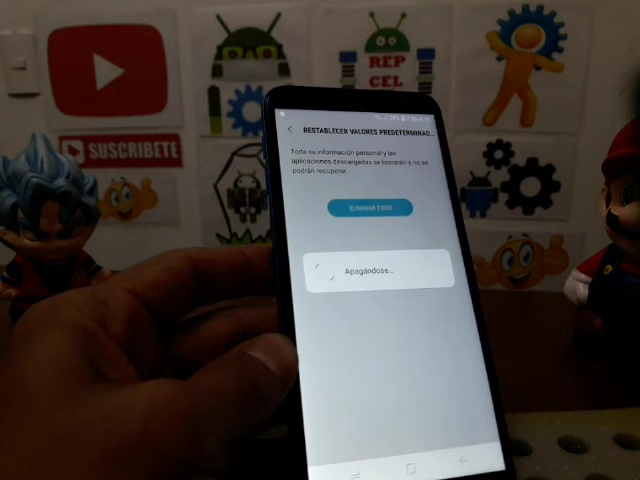 REP
CEL
SUSCRIBETE
RESTABLECER VALORES PREDETERMINAD...
Toda su información personal y las
aplicaciones descargadas se borrarán y no se
podrán recuperar.
ELIMINAR TODO
Apagándose...